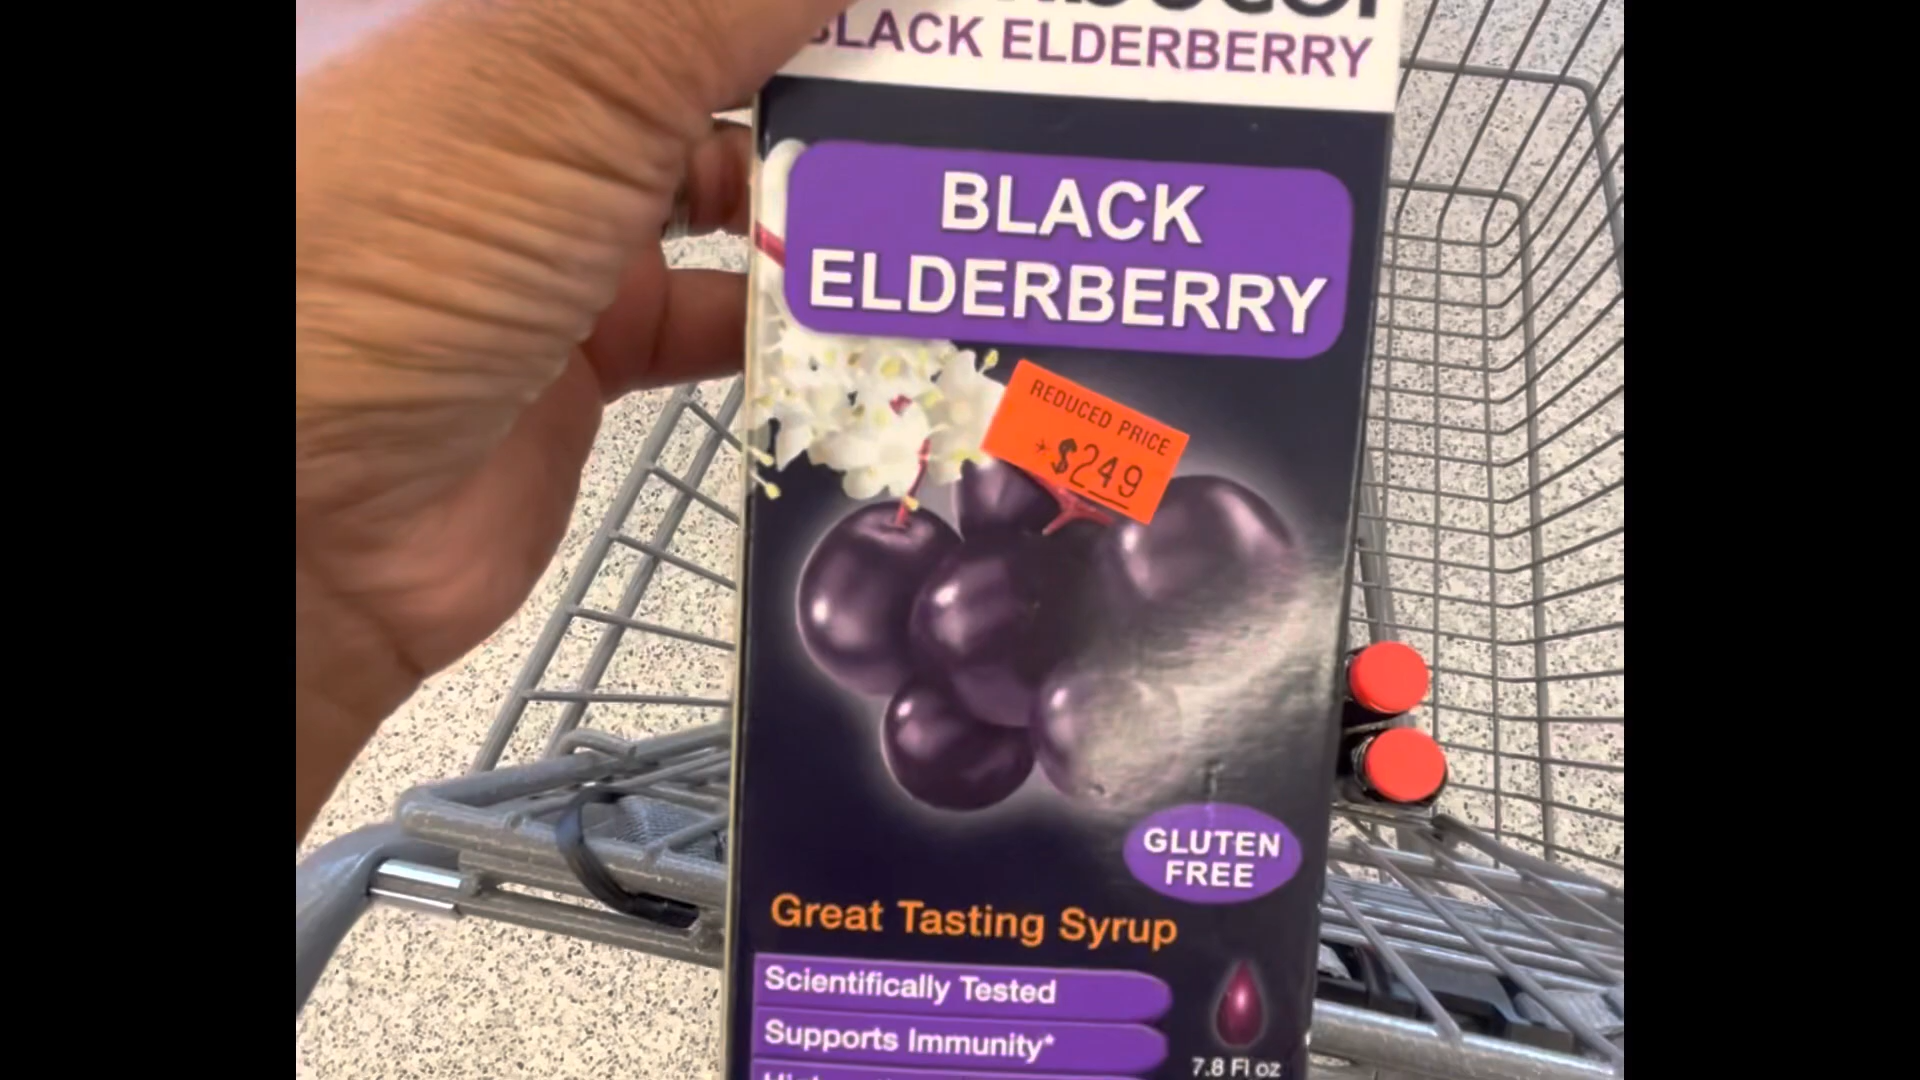 BLACK ELDERBERRY
BLACK
ELDERBERRY
REDUCED PRICE
$249
GLUTEN
FREE
Great Tasting Syrup
Scientifically Tested
Supports Immunity*
7.8 Fl oz